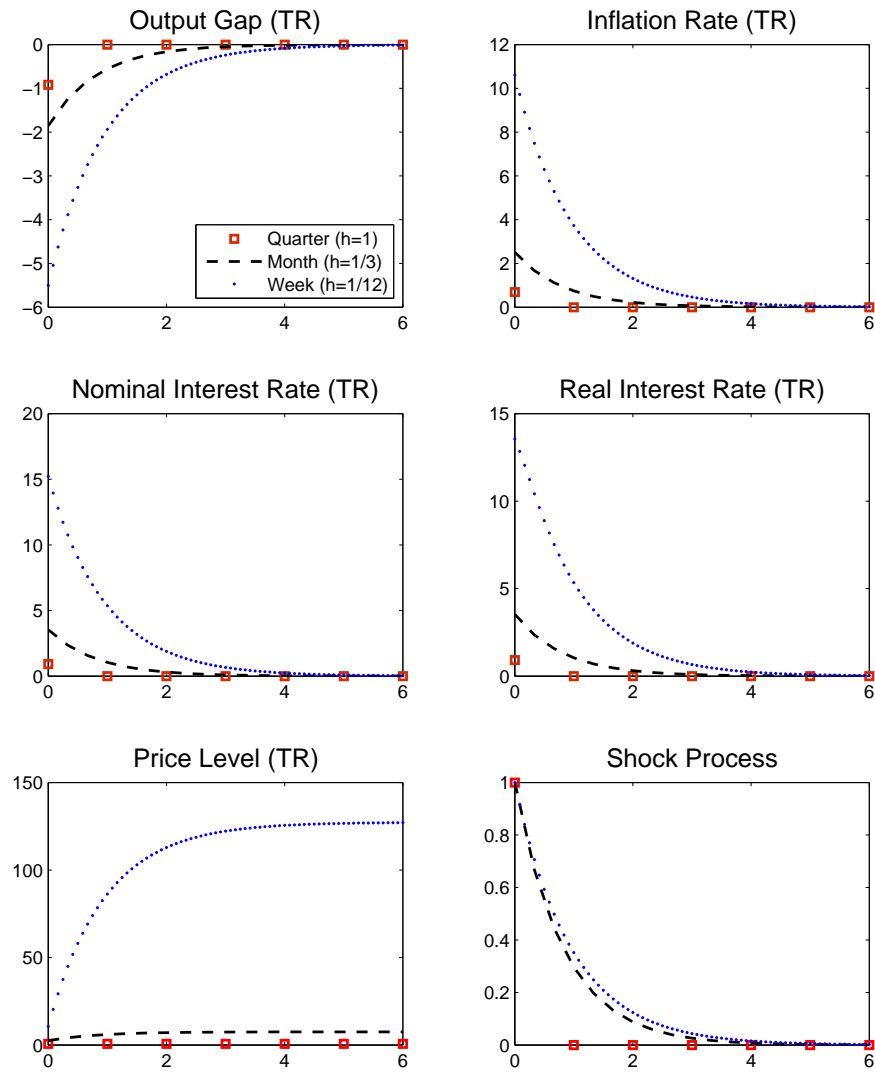 Output Gap (TR)
0
−1
−2
−3
−4
−5
−6
0 2 4 6
Quarter (h=1)
Month (h=1/3)
Week (h=1/12)
Inflation Rate (TR)
12
10
8
6
4
2
0
0 2 4 6
Nominal Interest Rate (TR)
20
15
10
5
0
0 2 4 6
Real Interest Rate (TR)
15
10
5
0
0 2 4 6
Price Level (TR)
150
100
50
0
0 2 4 6
Shock Process
1
0.8
0.6
0.4
0.2
0
0 2 4 6